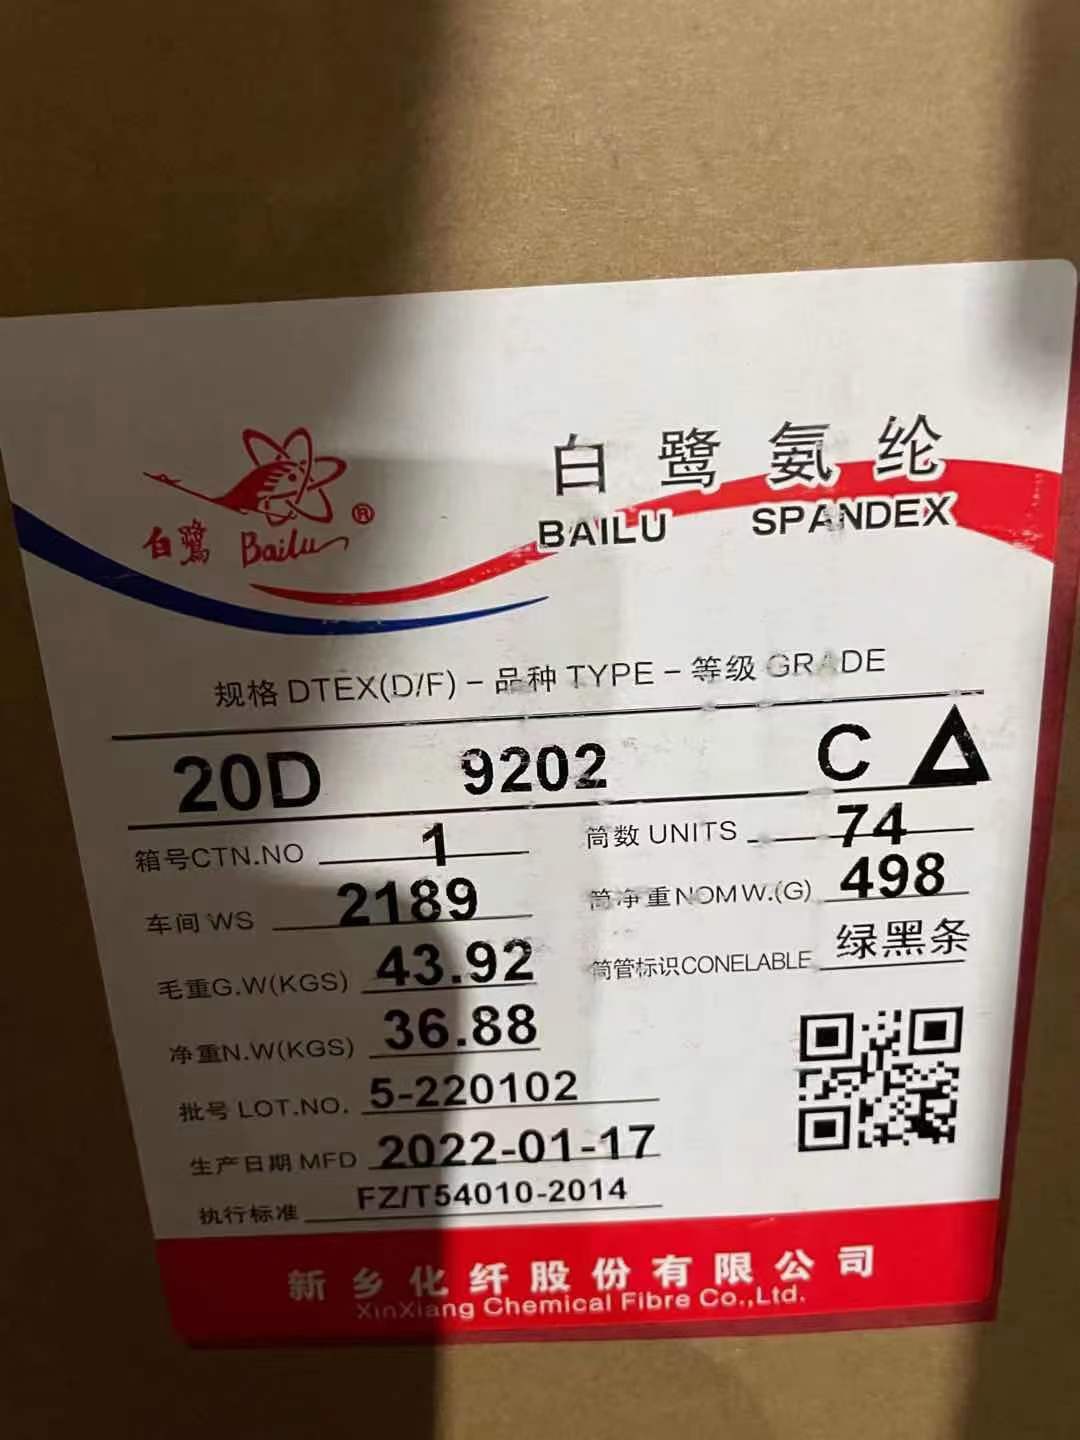 白鹭 Bailu ®
白鹭氨纶
BAILU SPANDEX
规格 DTEX(D/F) - 品种 TYPE - 等级 GRADE
20D 9202 C △
箱号CTN.NO 1
筒数 UNITS 74
车间 WS 2189
筒净重NOMW.(G) 498
毛重G.W(KGS) 43.92
筒管标识CONELABLE 绿黑条
净重N.W(KGS) 36.88
批号 LOT.NO. 5-220102
生产日期 MFD 2022-01-17
执行标准 FZ/T54010-2014
新乡化纤股份有限公司
XinXiang Chemical Fibre Co.,Ltd.